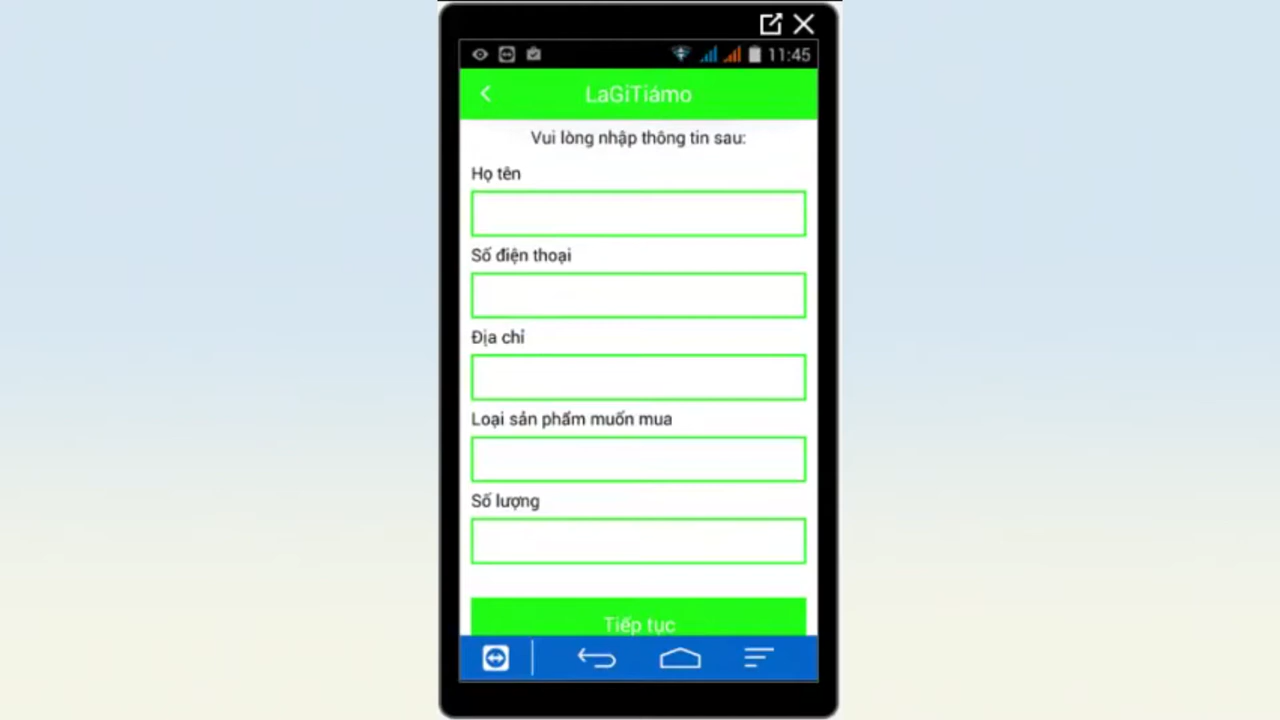 11:45
LaGiTiámo
Vui lòng nhập thông tin sau:
Họ tên
Số điện thoại
Địa chỉ
Loại sản phẩm muốn mua
Số lượng
Tiếp tục